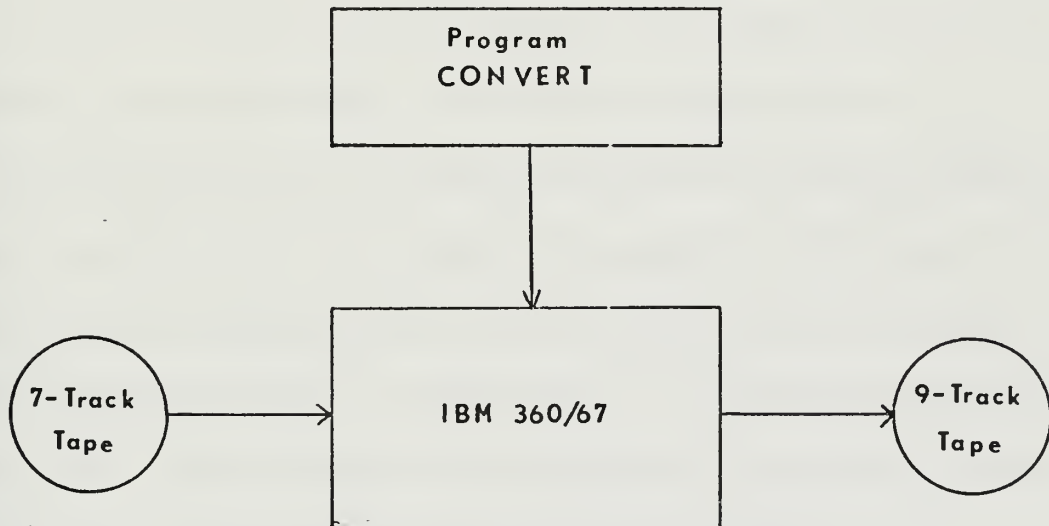 Program
CONVERT
7-Track
Tape
IBM 360/67
9-Track
Tape